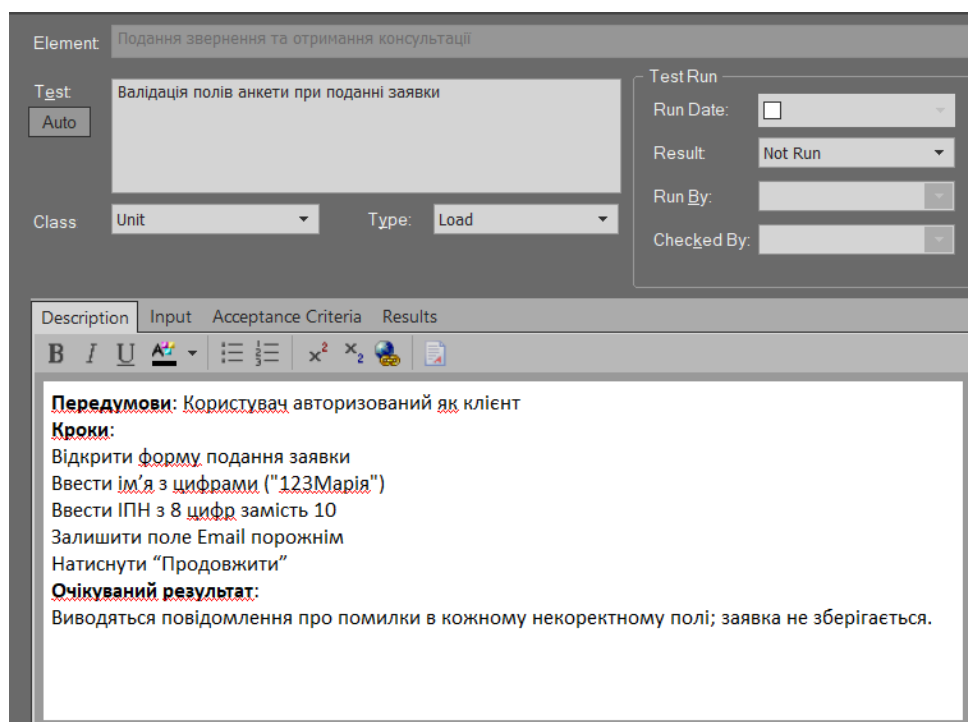 Element:
Подання звернення та отримання консультації
Test:
Auto
Валідація полів анкети при поданні заявки
Class
Unit
Type:
Load
Test Run
Run Date:
Result:
Not Run
Run By:
Checked By:
Description Input Acceptance Criteria Results
B I U A x² x₂
Передумови: Користувач авторизований як клієнт
Кроки:
Відкрити форму подання заявки
Ввести ім’я з цифрами ("123Марія")
Ввести ІПН з 8 цифр замість 10
Залишити поле Email порожнім
Натиснути “Продовжити”
Очікуваний результат:
Виводяться повідомлення про помилки в кожному некоректному полі; заявка не зберігається.